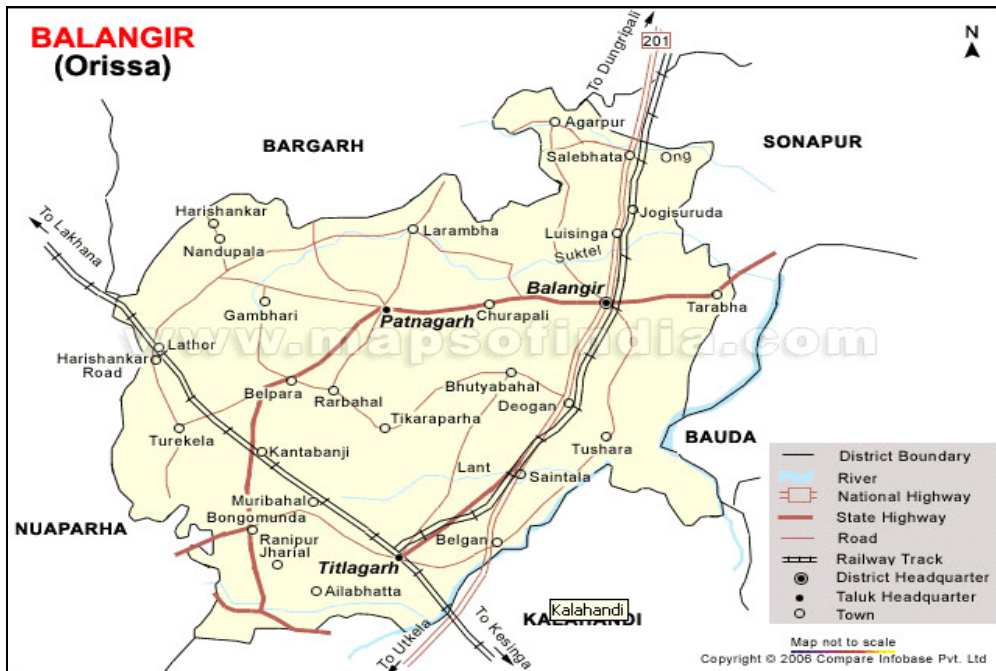 BALANGIR
(Orissa)
N
201
To Dungripali
BARGARH
SONAPUR
Agarpur
Salebhata
Ong
Harishankar
Nandupala
Larambha
Jogisuruda
Luisinga
Suktel
To Lakhana
Balangir
Tarabha
Gambhari
Patnagarh
Churapali
www.mapsofindia.com
Lathor
Harishankar
Road
Belpara
Rarbahal
Bhutyabahal
Deogan
Tikaraparha
Turekela
Tushara
BAUDA
Kantabanji
Lant
Saintala
Muribahal
Bongomunda
NUAPARHA
Ranipur
Jharial
Belgan
Titlagarh
Ailabhatta
Kalahandi
KALAHANDI
To Utkela
To Kesinga
District Boundary
River
National Highway
State Highway
Road
Railway Track
District Headquarter
Taluk Headquarter
Town
Map not to scale
Copyright © 2006 Compare Infobase Pvt. Ltd